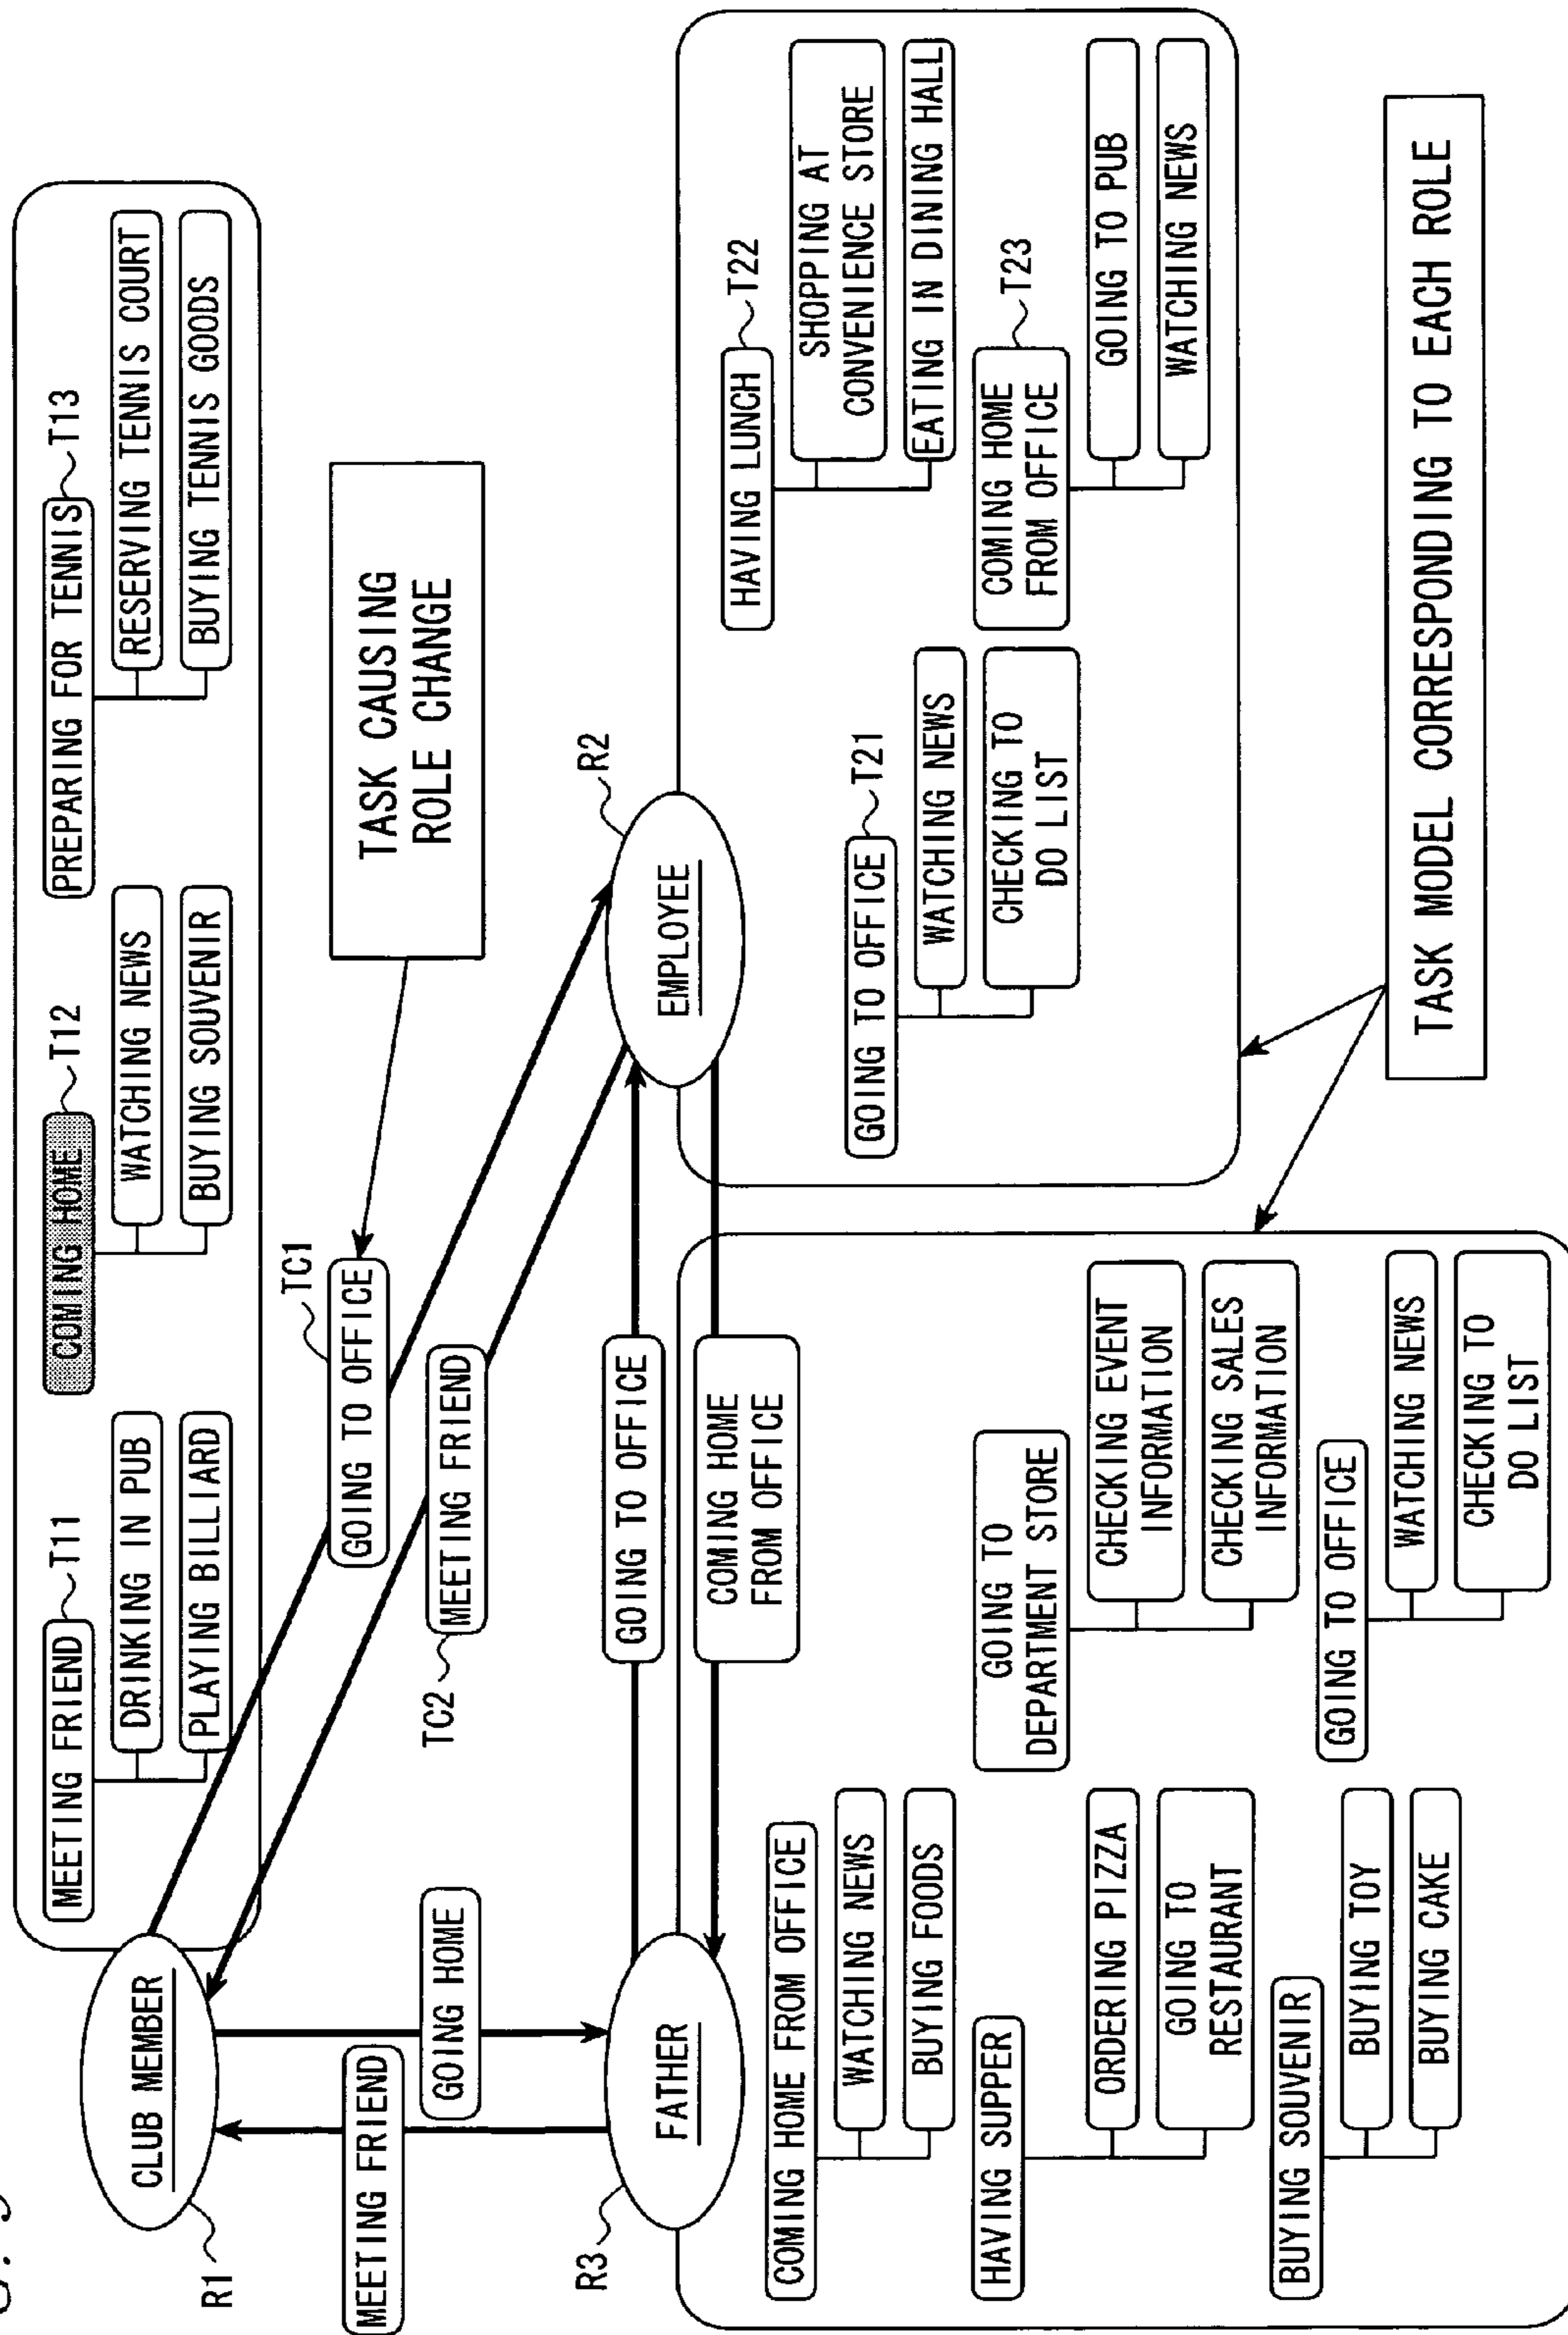 CLUB MEMBER
R1
MEETING FRIEND
T11
DRINKING IN PUB
PLAYING BILLIARD
COMING HOME
T12
WATCHING NEWS
BUYING SOUVENIR
PREPARING FOR TENNIS
T13
RESERVING TENNIS COURT
BUYING TENNIS GOODS
MEETING FRIEND
GOING HOME
TC1
GOING TO OFFICE
TC2
MEETING FRIEND
TASK CAUSING
ROLE CHANGE
GOING TO OFFICE
COMING HOME
FROM OFFICE
R3
FATHER
R2
EMPLOYEE
COMING HOME FROM OFFICE
WATCHING NEWS
BUYING FOODS
HAVING SUPPER
ORDERING PIZZA
GOING TO
RESTAURANT
BUYING SOUVENIR
BUYING TOY
BUYING CAKE
GOING TO
DEPARTMENT STORE
CHECKING EVENT
INFORMATION
CHECKING SALES
INFORMATION
GOING TO OFFICE
WATCHING NEWS
CHECKING TO
DO LIST
GOING TO OFFICE
T21
WATCHING NEWS
CHECKING TO
DO LIST
HAVING LUNCH
T22
SHOPPING AT
CONVENIENCE STORE
EATING IN DINING HALL
COMING HOME
FROM OFFICE
T23
GOING TO PUB
WATCHING NEWS
TASK MODEL CORRESPONDING TO EACH ROLE